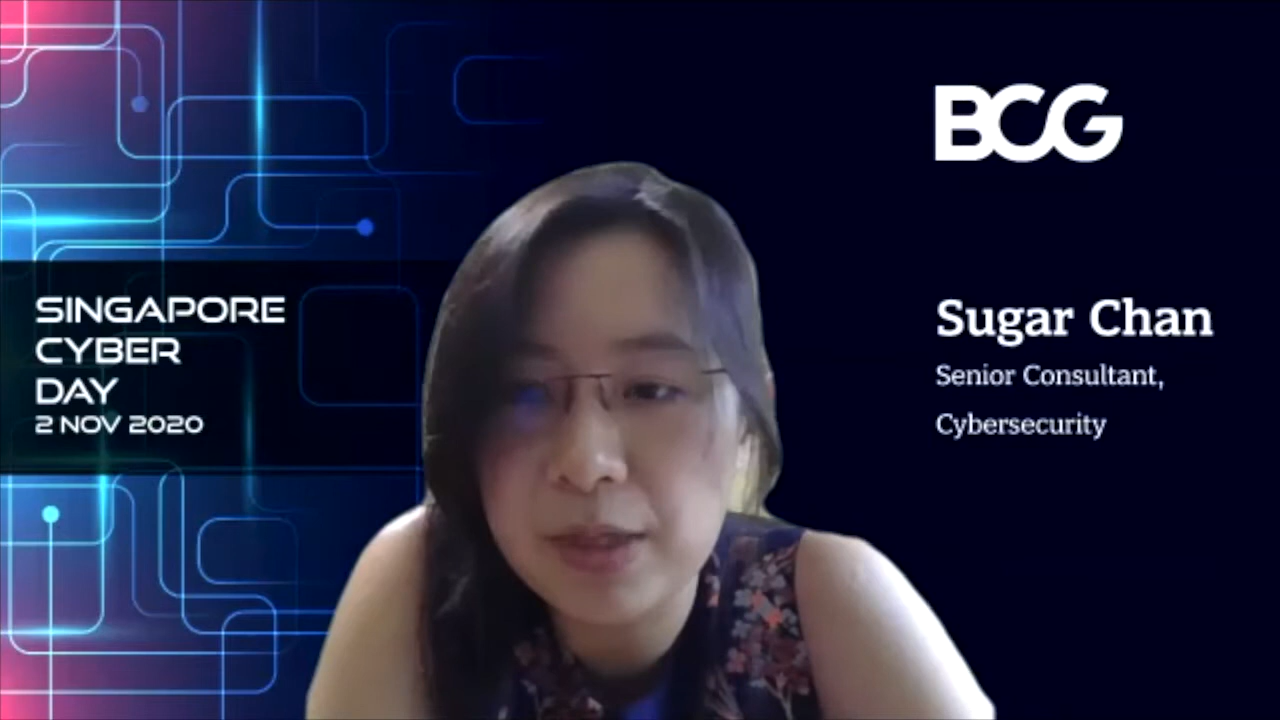 BCG
SINGAPORE
CYBER
DAY
2 NOV 2020
Sugar Chan
Senior Consultant,
Cybersecurity